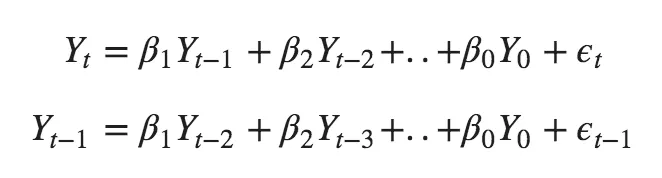 Yₜ = β₁Yₜ₋₁ + β₂Yₜ₋₂+..+β₀Y₀ + ϵₜ
Yₜ₋₁ = β₁Yₜ₋₂ + β₂Yₜ₋₃+..+β₀Y₀ + ϵₜ₋₁